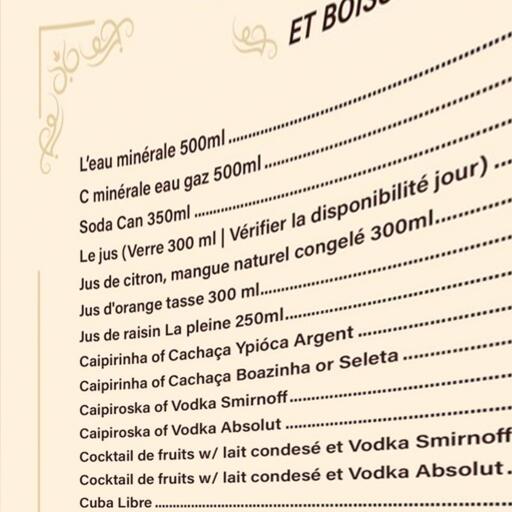 ET BOISS
L'eau minérale 500ml
C minérale eau gaz 500ml
Soda Can 350ml
Le jus (Verre 300 ml | Vérifier la disponibilité jour)
Jus de citron, mangue naturel congelé 300ml
Jus d'orange tasse 300 ml
Jus de raisin La pleine 250ml
Caipirinha of Cachaça Ypióca Argent
Caipirinha of Cachaça Boazinha or Seleta
Caipiroska of Vodka Smirnoff
Caipiroska of Vodka Absolut
Cocktail de fruits w/ lait condesé et Vodka Smirnoff
Cocktail de fruits w/ lait condesé et Vodka Absolut
Cuba Libre